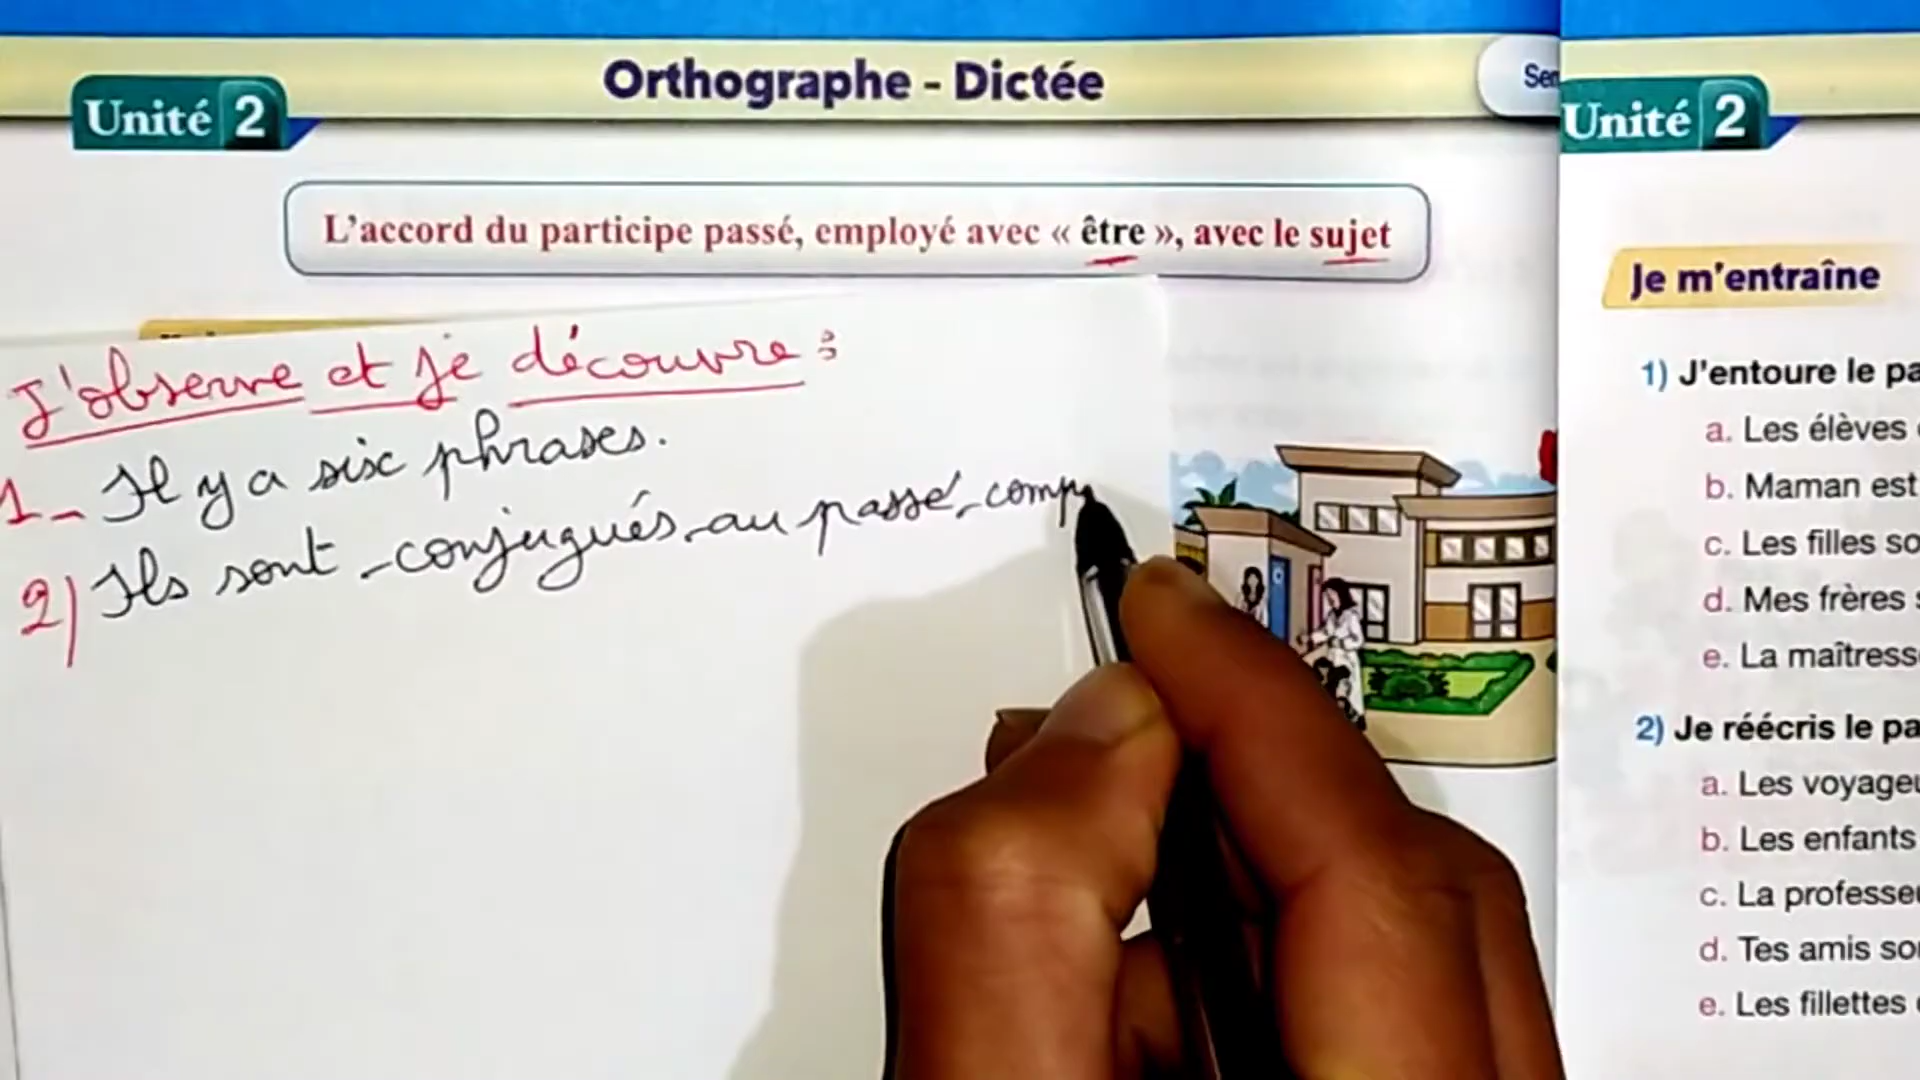 Orthographe - Dictée
Unité 2
L'accord du participe passé, employé avec « être », avec le sujet
J'observe et je découvre :
1- Il y a six phrases.
2) Ils sont conjugués au passé comp
Unité 2
Je m'entraîne
1) J'entoure le pa
a. Les élèves
b. Maman est
c. Les filles so
d. Mes frères s
e. La maîtress
2) Je réécris le pa
a. Les voyageu
b. Les enfants
c. La professeu
d. Tes amis so
e. Les fillettes